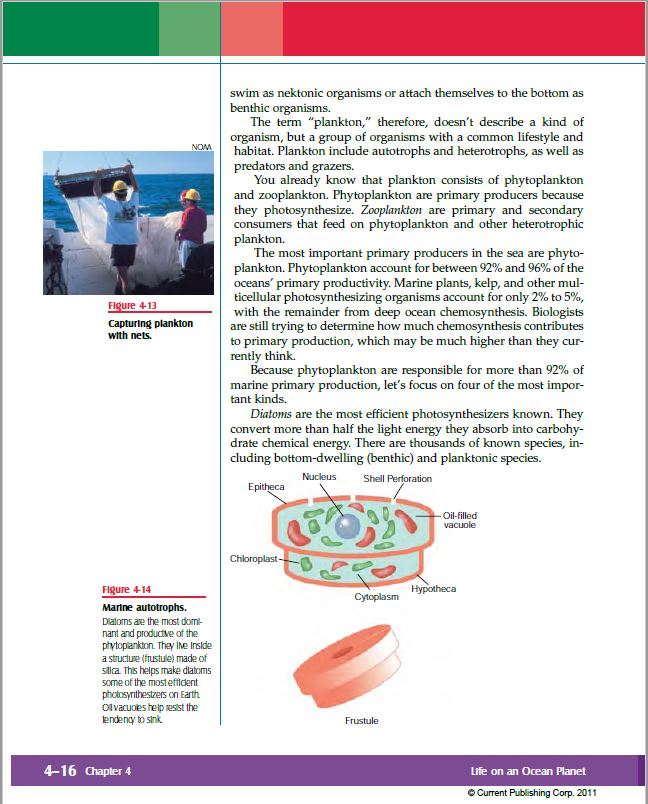 swim as nektonic organisms or attach themselves to the bottom as
benthic organisms.
The term “plankton,” therefore, doesn’t describe a kind of
organism, but a group of organisms with a common lifestyle and
habitat. Plankton include autotrophs and heterotrophs, as well as
predators and grazers.
You already know that plankton consists of phytoplankton
and zooplankton. Phytoplankton are primary producers because
they photosynthesize. Zooplankton are primary and secondary
consumers that feed on phytoplankton and other heterotrophic
plankton.
The most important primary producers in the sea are phyto-
plankton. Phytoplankton account for between 92% and 96% of the
oceans’ primary productivity. Marine plants, kelp, and other mul-
ticellular photosynthesizing organisms account for only 2% to 5%,
with the remainder from deep ocean chemosynthesis. Biologists
are still trying to determine how much chemosynthesis contributes
to primary production, which may be much higher than they cur-
rently think.
Because phytoplankton are responsible for more than 92% of
marine primary production, let’s focus on four of the most impor-
tant kinds.
Diatoms are the most efficient photosynthesizers known. They
convert more than half the light energy they absorb into carbohy-
drate chemical energy. There are thousands of known species, in-
cluding bottom-dwelling (benthic) and planktonic species.
NOAA
Figure 4-13
Capturing plankton
with nets.
Nucleus
Shell Perforation
Epitheca
Oil-filled
vacuole
Chloroplast
Hypotheca
Cytoplasm
Frustule
Figure 4-14
Marine autotrophs.
Diatoms are the most domi-
nant and productive of the
phytoplankton. They live inside
a structure (frustule) made of
silica. This helps make diatoms
some of the most efficient
photosynthesizers on Earth.
Oil vacuoles help resist the
tendency to sink.
4–16 Chapter 4
Life on an Ocean Planet
© Current Publishing Corp. 2011